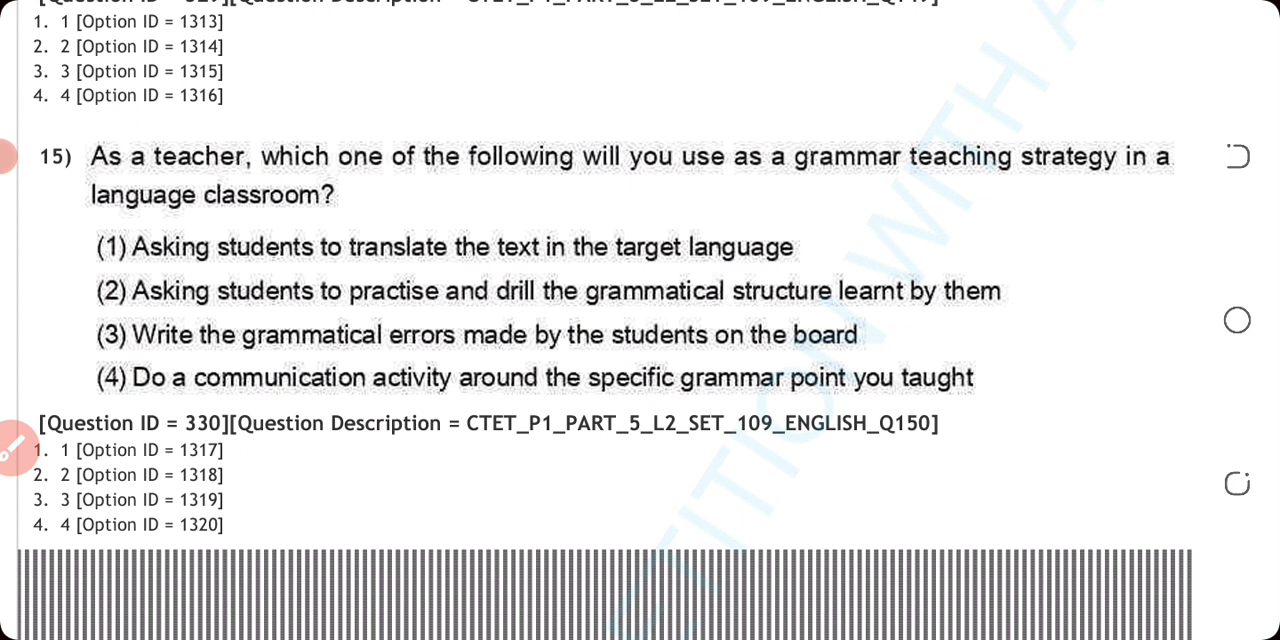 1. 1 [Option ID = 1313]
2. 2 [Option ID = 1314]
3. 3 [Option ID = 1315]
4. 4 [Option ID = 1316]
15) As a teacher, which one of the following will you use as a grammar teaching strategy in a
language classroom?
(1) Asking students to translate the text in the target language
(2) Asking students to practise and drill the grammatical structure learnt by them
(3) Write the grammatical errors made by the students on the board
(4) Do a communication activity around the specific grammar point you taught
[Question ID = 330][Question Description = CTET_P1_PART_5_L2_SET_109_ENGLISH_Q150]
1. 1 [Option ID = 1317]
2. 2 [Option ID = 1318]
3. 3 [Option ID = 1319]
4. 4 [Option ID = 1320]
WITH